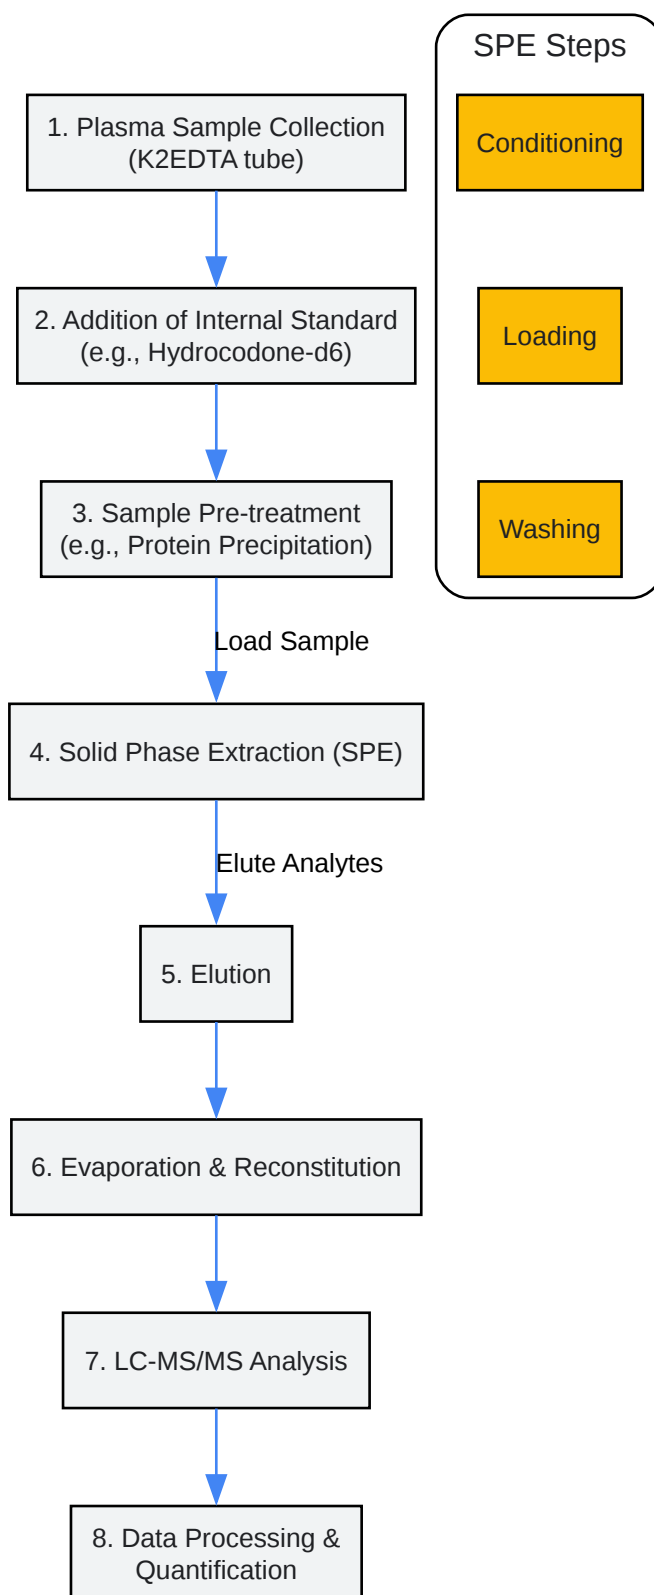 SPE Steps
1. Plasma Sample Collection
(K2EDTA tube)
Conditioning
2. Addition of Internal Standard
(e.g., Hydrocodone-d6)
Loading
3. Sample Pre-treatment
(e.g., Protein Precipitation)
Washing
Load Sample
4. Solid Phase Extraction (SPE)
Elute Analytes
5. Elution
6. Evaporation & Reconstitution
7. LC-MS/MS Analysis
8. Data Processing &
Quantification